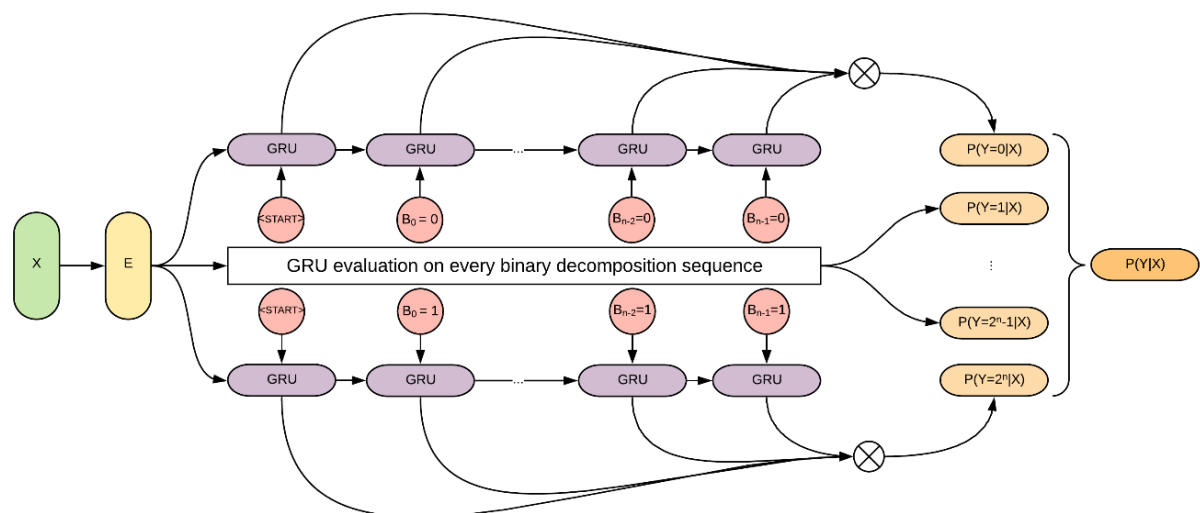 GRU GRU ... GRU GRU
P(Y=0|X)
<START> B₀ = 0 Bₙ₋₂=0 Bₙ₋₁=0
P(Y=1|X)
X E GRU evaluation on every binary decomposition sequence ⋮ P(Y|X)
<START> B₀ = 1 Bₙ₋₂=1 Bₙ₋₁=1
P(Y=2ⁿ-1|X)
GRU GRU ... GRU GRU
P(Y=2ⁿ|X)